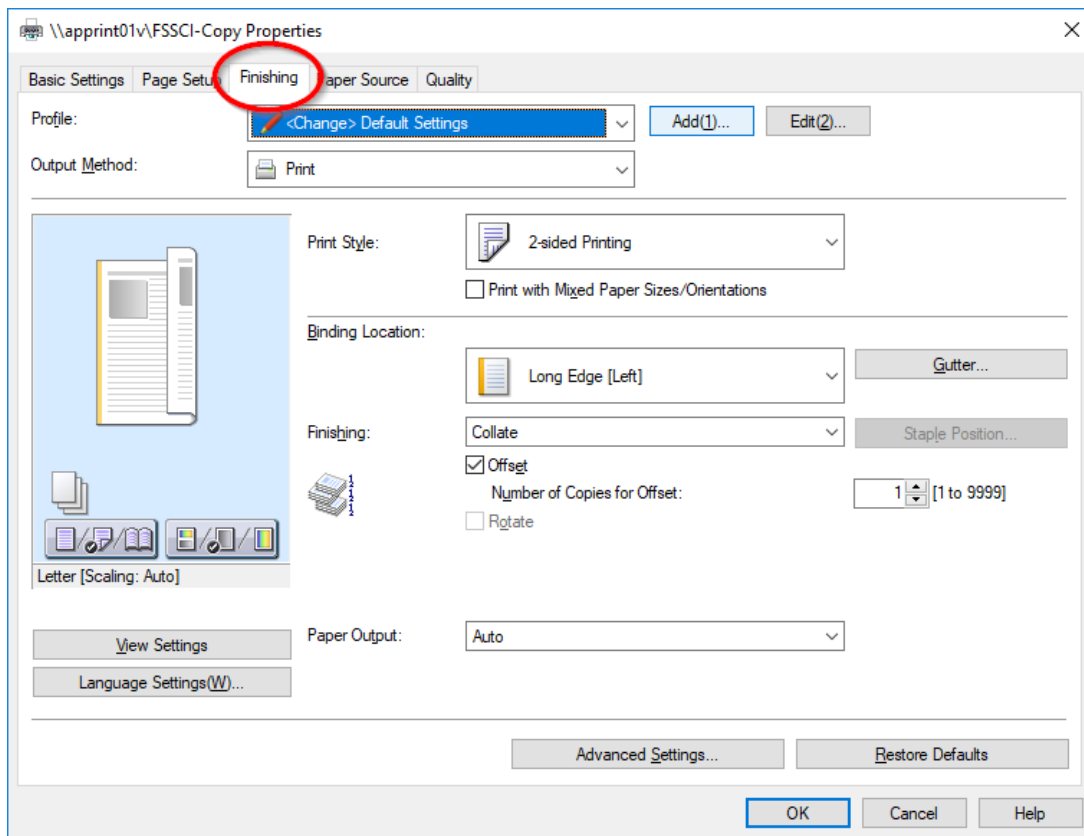 \\apprint01v\FSSCI-Copy Properties
Basic Settings Page Setup Finishing Paper Source Quality
Profile: <Change> Default Settings Add(1)... Edit(2)...
Output Method: Print
Print Style: 2-sided Printing
Print with Mixed Paper Sizes/Orientations
Binding Location:
Long Edge [Left] Gutter...
Finishing: Collate Staple Position...
Offset
Number of Copies for Offset: 1 [1 to 9999]
Rotate
Letter [Scaling: Auto]
View Settings Paper Output: Auto
Language Settings(W)...
Advanced Settings... Restore Defaults
OK Cancel Help